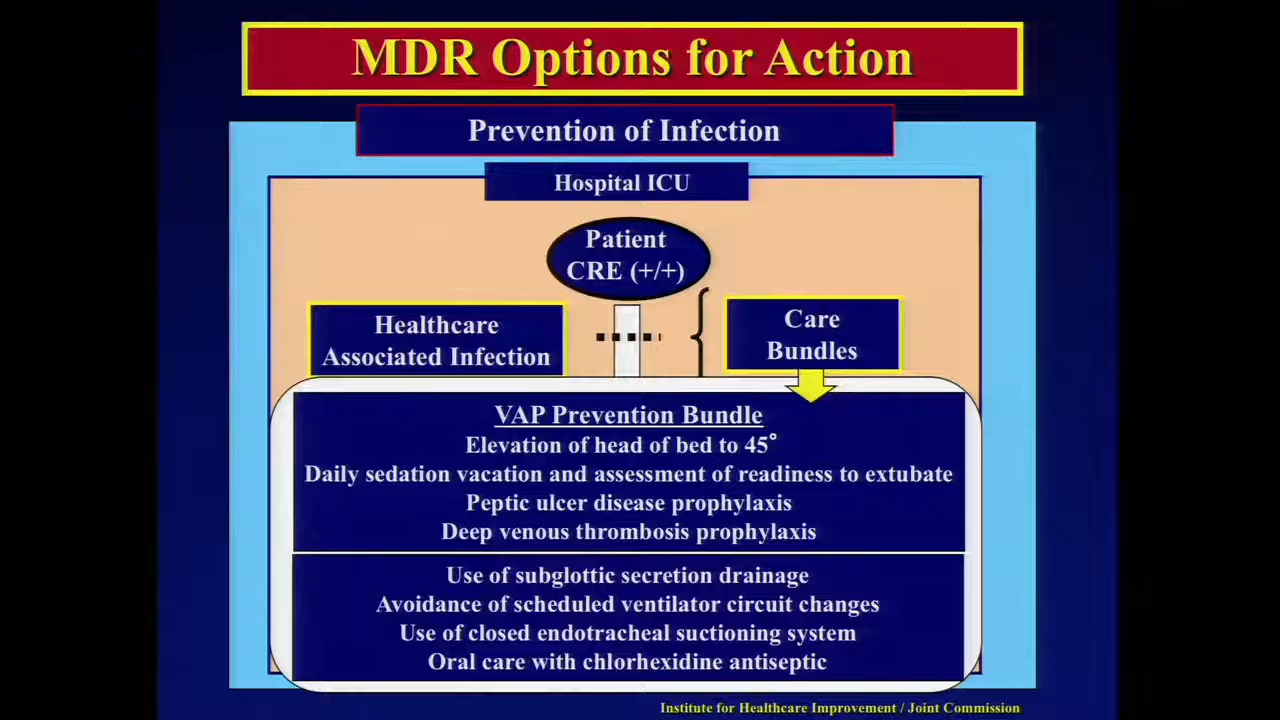 MDR Options for Action
Prevention of Infection
Hospital ICU
Patient
CRE (+/+)
Healthcare
Associated Infection
Care
Bundles
VAP Prevention Bundle
Elevation of head of bed to 45°
Daily sedation vacation and assessment of readiness to extubate
Peptic ulcer disease prophylaxis
Deep venous thrombosis prophylaxis
Use of subglottic secretion drainage
Avoidance of scheduled ventilator circuit changes
Use of closed endotracheal suctioning system
Oral care with chlorhexidine antiseptic
Institute for Healthcare Improvement / Joint Commission